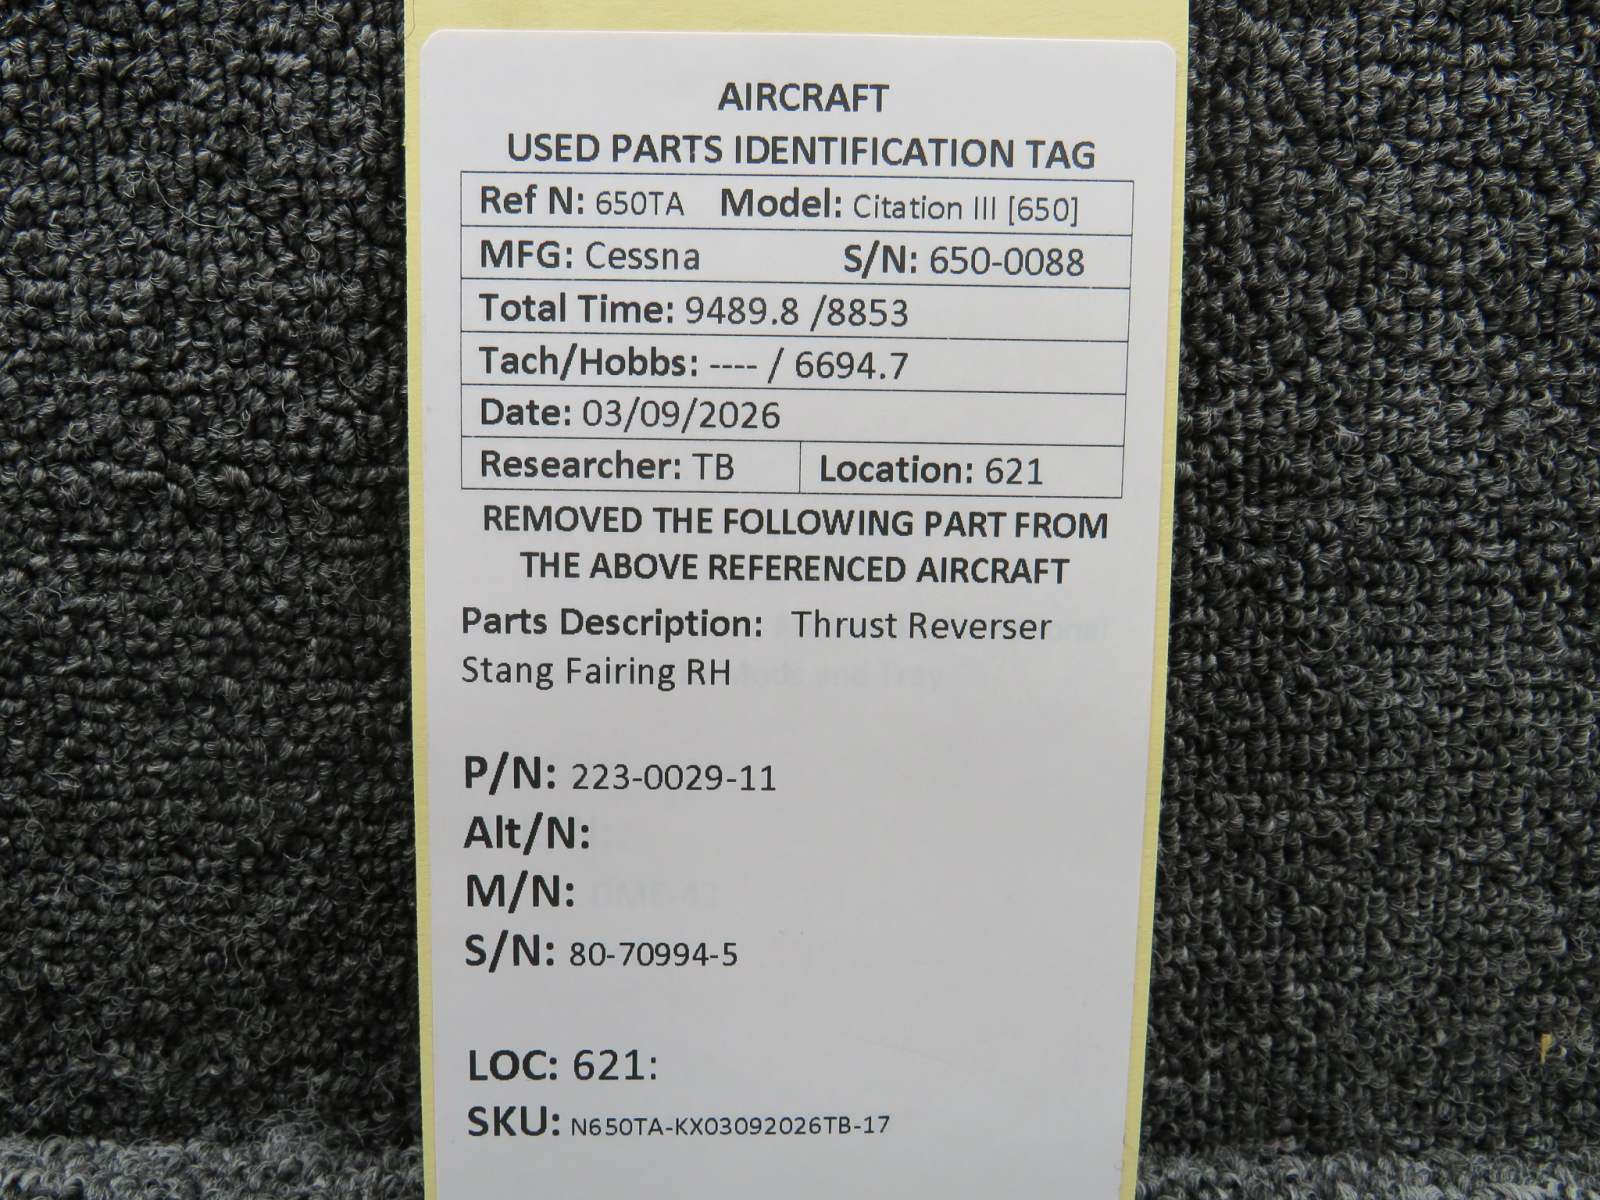 AIRCRAFT
USED PARTS IDENTIFICATION TAG
Ref N: 650TA Model: Citation III [650]
MFG: Cessna S/N: 650-0088
Total Time: 9489.8 /8853
Tach/Hobbs: ---- / 6694.7
Date: 03/09/2026
Researcher: TB Location: 621
REMOVED THE FOLLOWING PART FROM
THE ABOVE REFERENCED AIRCRAFT
Parts Description: Thrust Reverser
Stang Fairing RH
P/N: 223-0029-11
Alt/N:
M/N:
S/N: 80-70994-5
LOC: 621:
SKU: N650TA-KX03092026TB-17